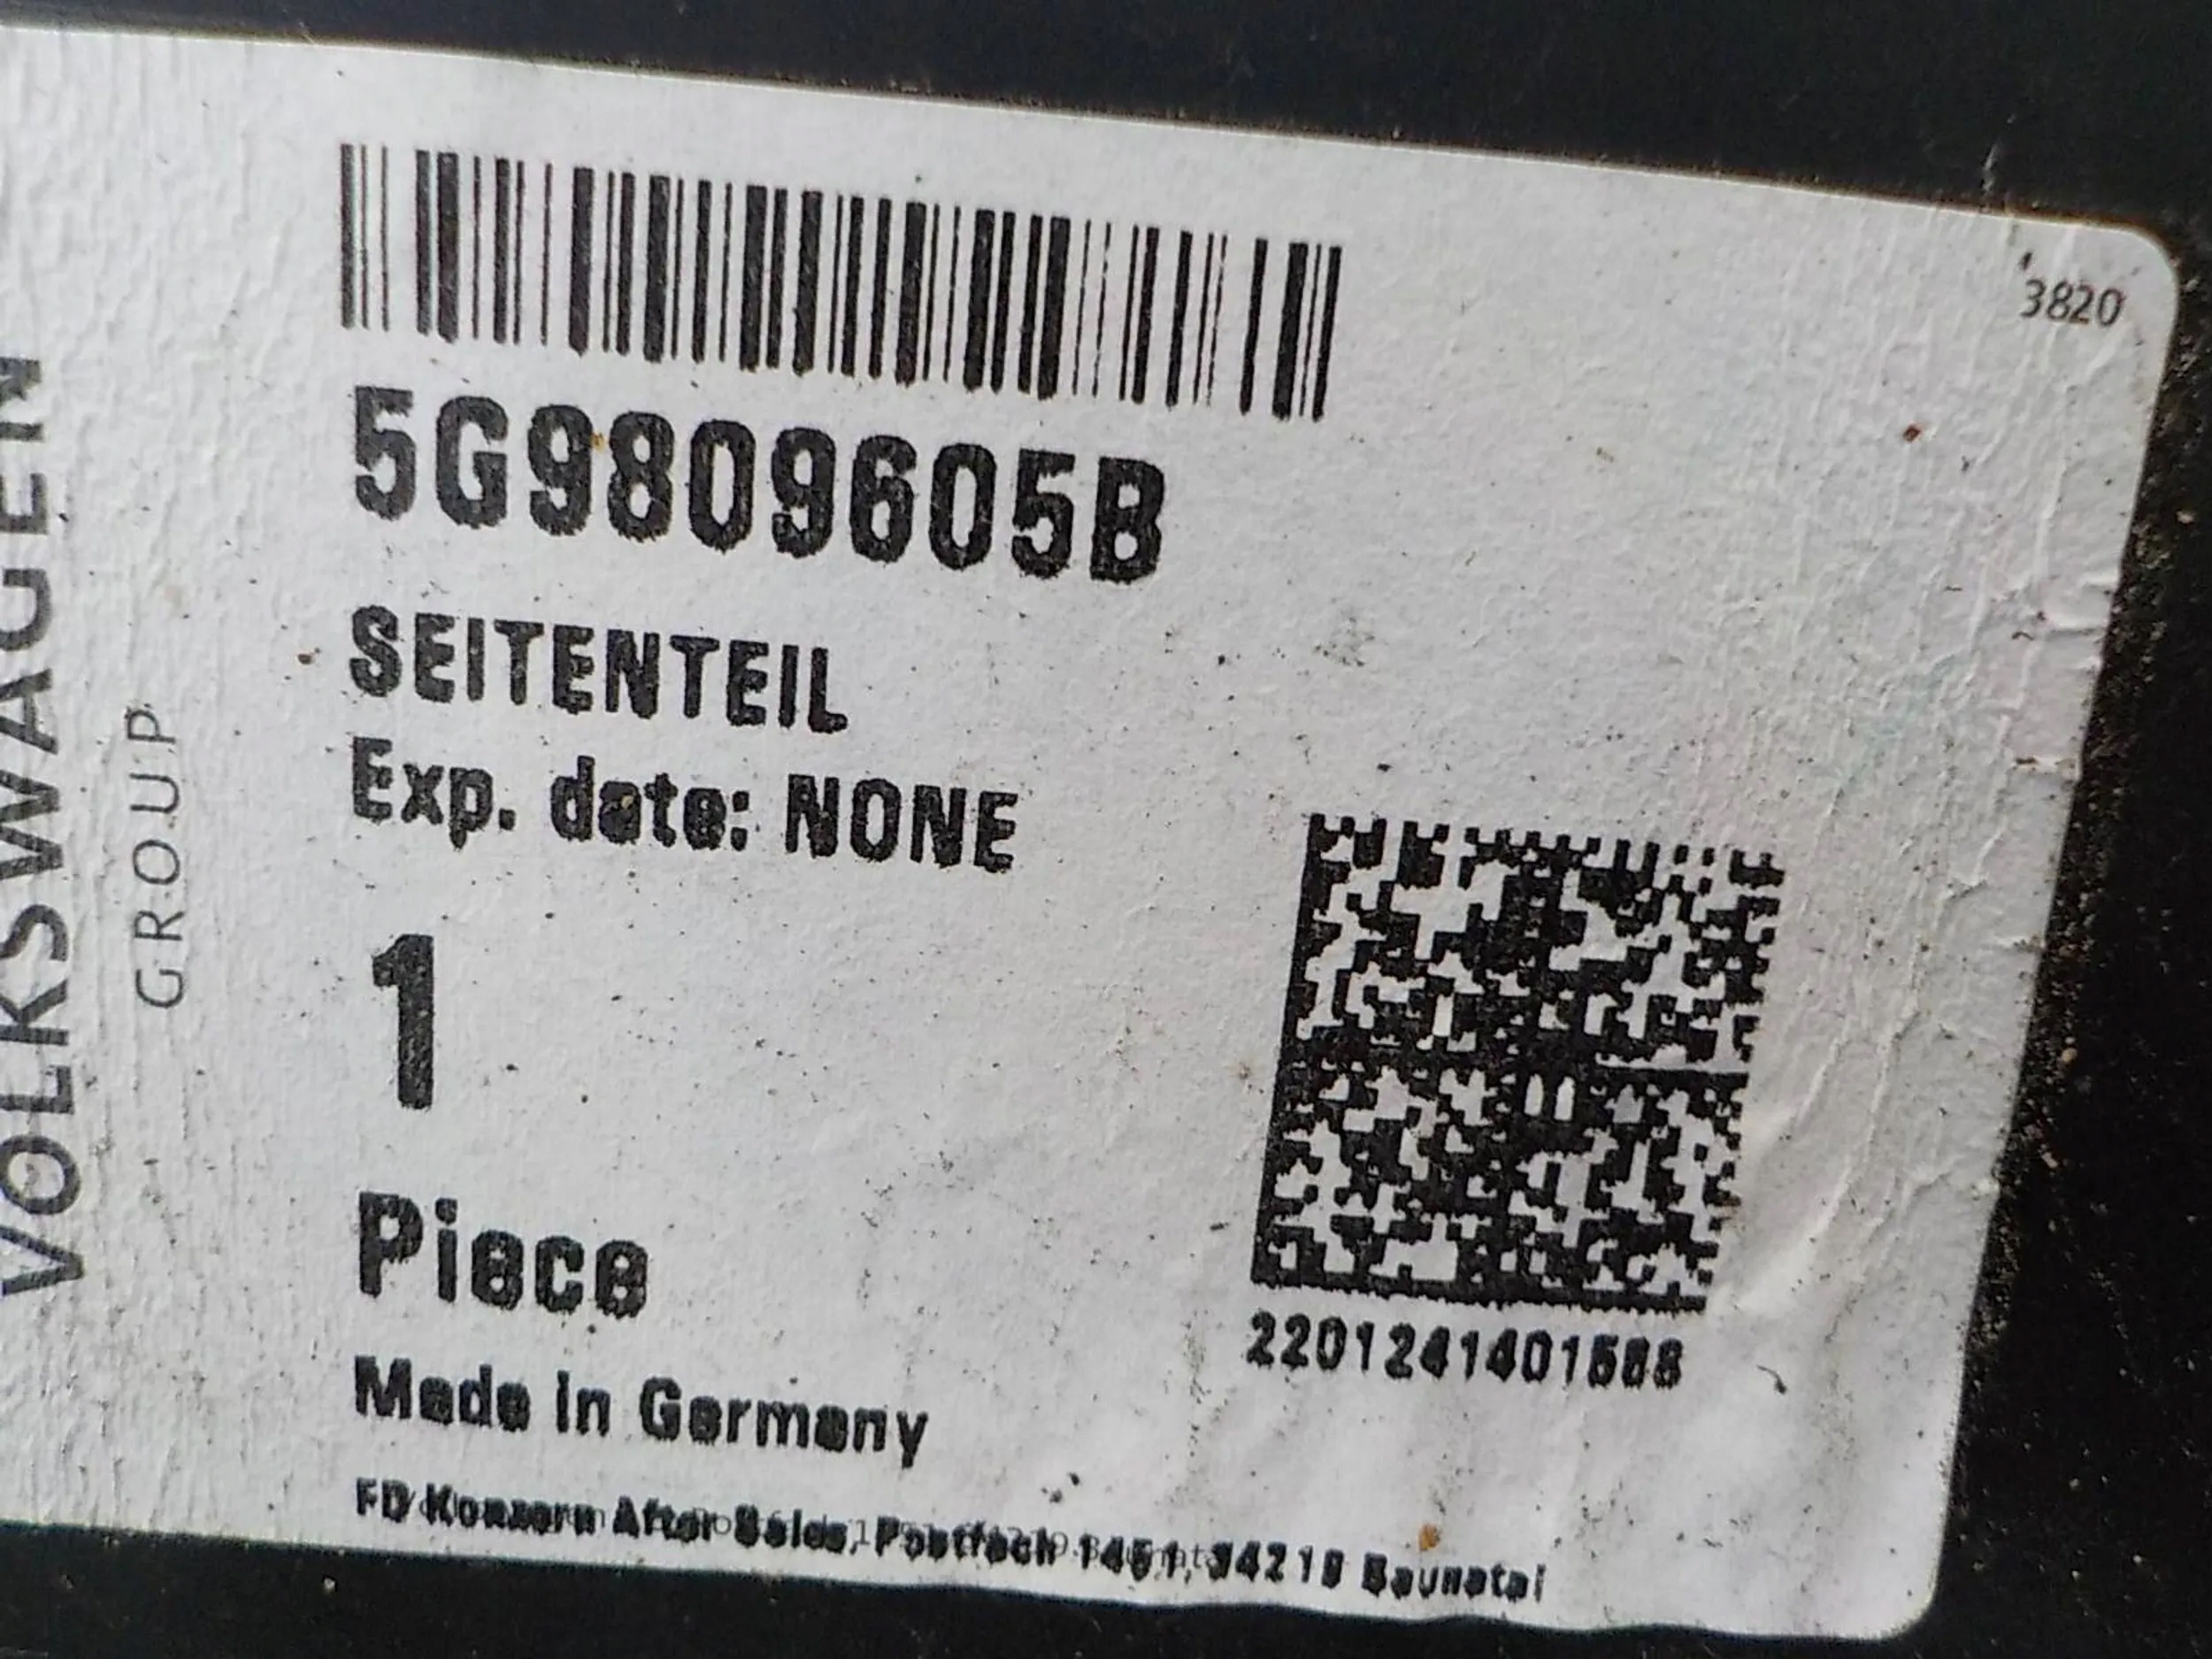 VOLKSWAGEN
GROUP
3820
5G9809605B
SEITENTEIL
Exp. date: NONE
1
Piece
2201241401588
Made in Germany
FD Konzern After Sales, Postfach 1451, 34219 Baunatal